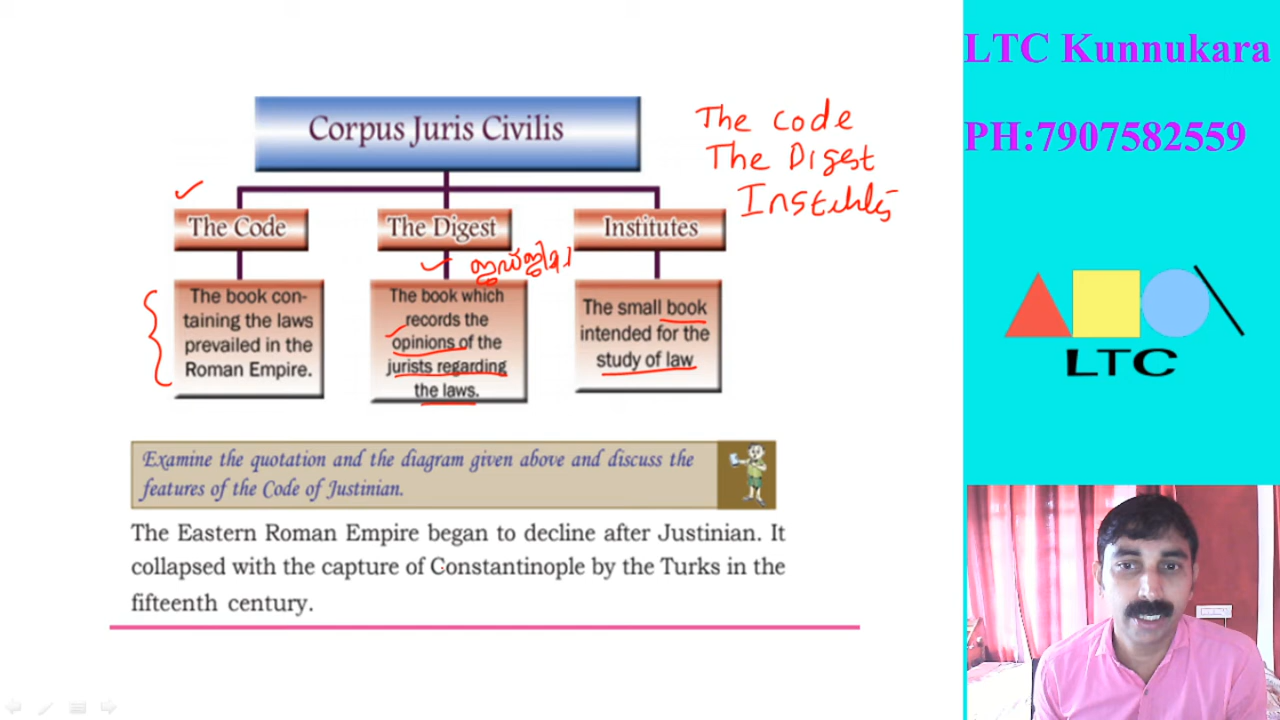 LTC Kunnukara
PH:7907582559
Corpus Juris Civilis
The Code
The Digest
The Code
The Digest
Institutes
The book con-
taining the laws
prevailed in the
Roman Empire.
The book which
records the
opinions of the
jurists regarding
the laws.
The small book
intended for the
study of law
LTC
Examine the quotation and the diagram given above and discuss the
features of the Code of Justinian.
The Eastern Roman Empire began to decline after Justinian. It
collapsed with the capture of Constantinople by the Turks in the
fifteenth century.